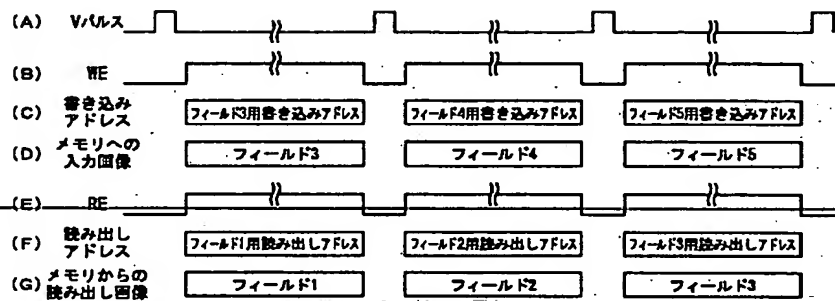 (A) Vパルス
(B) WE
(C) 書き込みアドレス フィールド3用書き込みアドレス フィールド4用書き込みアドレス フィールド5用書き込みアドレス
(D) メモリへの入力画像 フィールド3 フィールド4 フィールド5
(E) RE
(F) 読み出しアドレス フィールド1用読み出しアドレス フィールド2用読み出しアドレス フィールド3用読み出しアドレス
(G) メモリからの読み出し画像 フィールド1 フィールド2 フィールド3